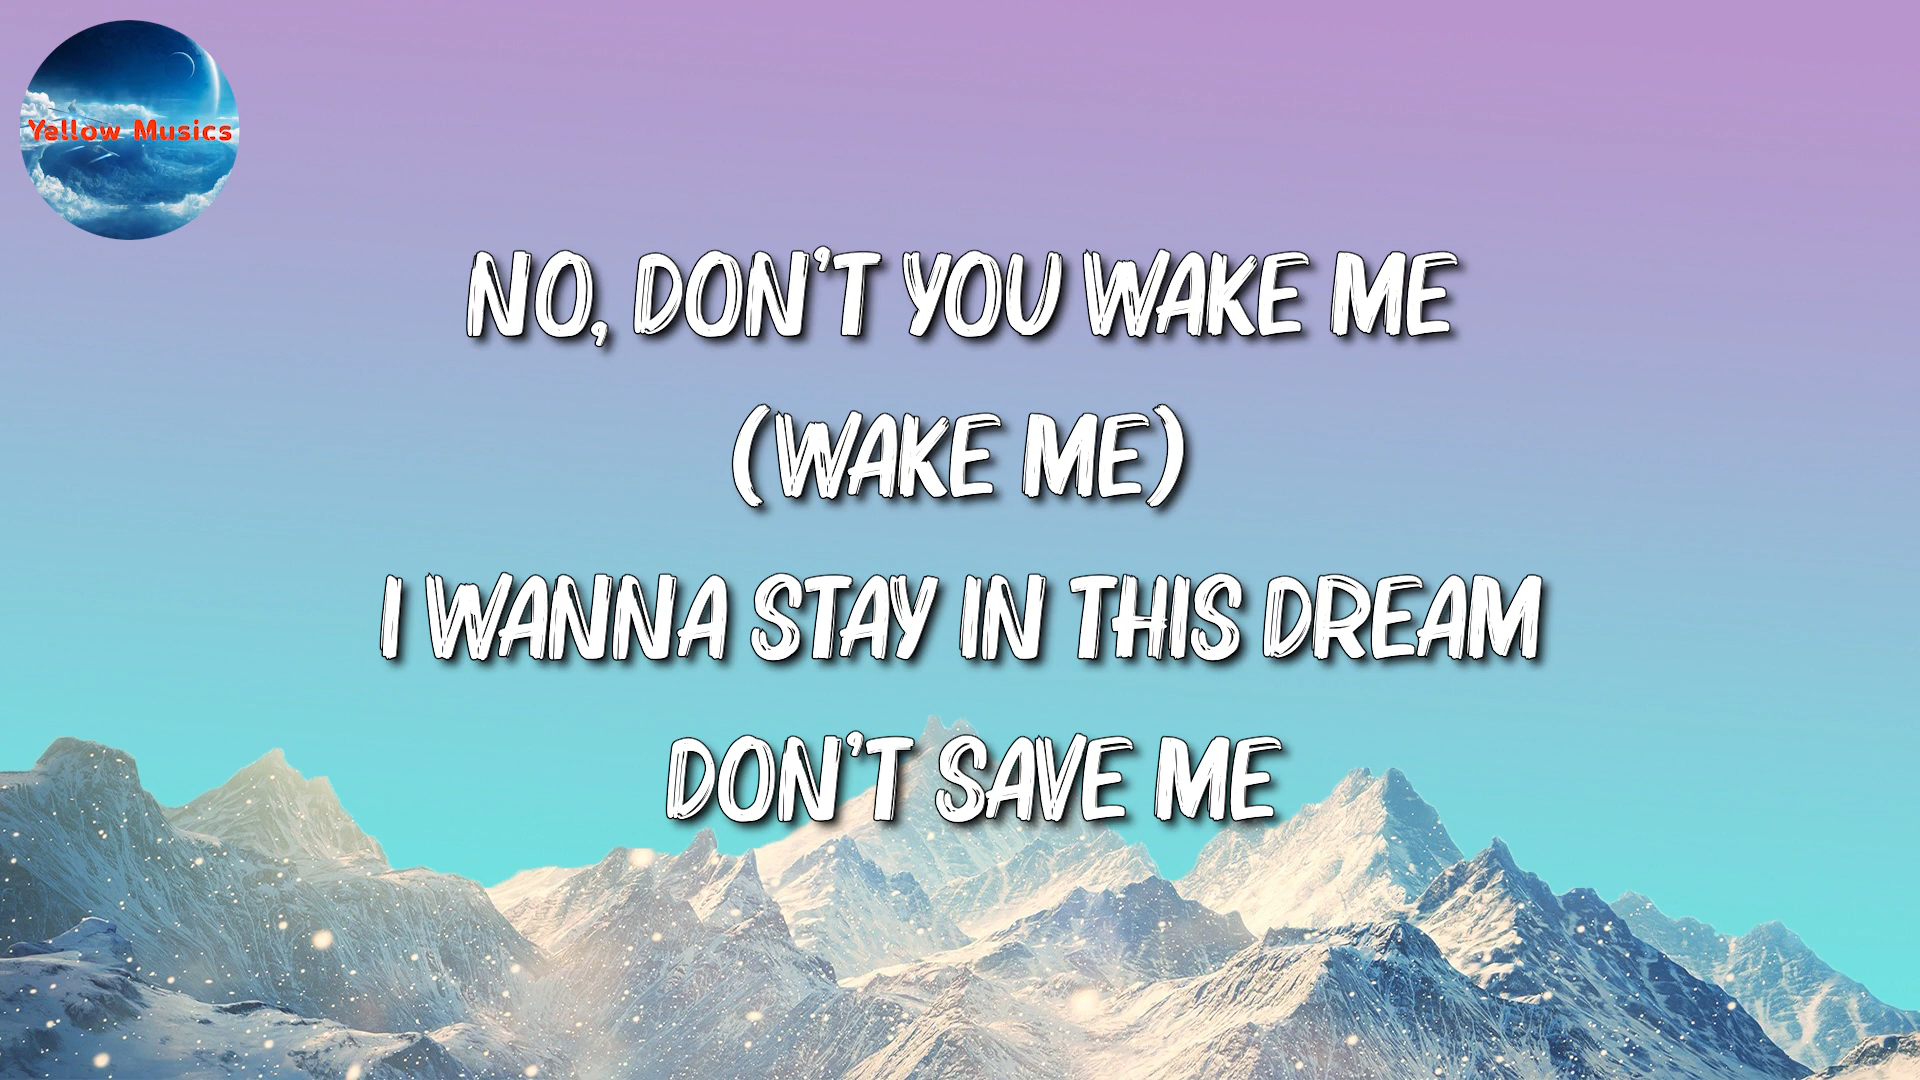 Yellow Musics
NO, DON'T YOU WAKE ME
(WAKE ME)
I WANNA STAY IN THIS DREAM
DON'T SAVE ME